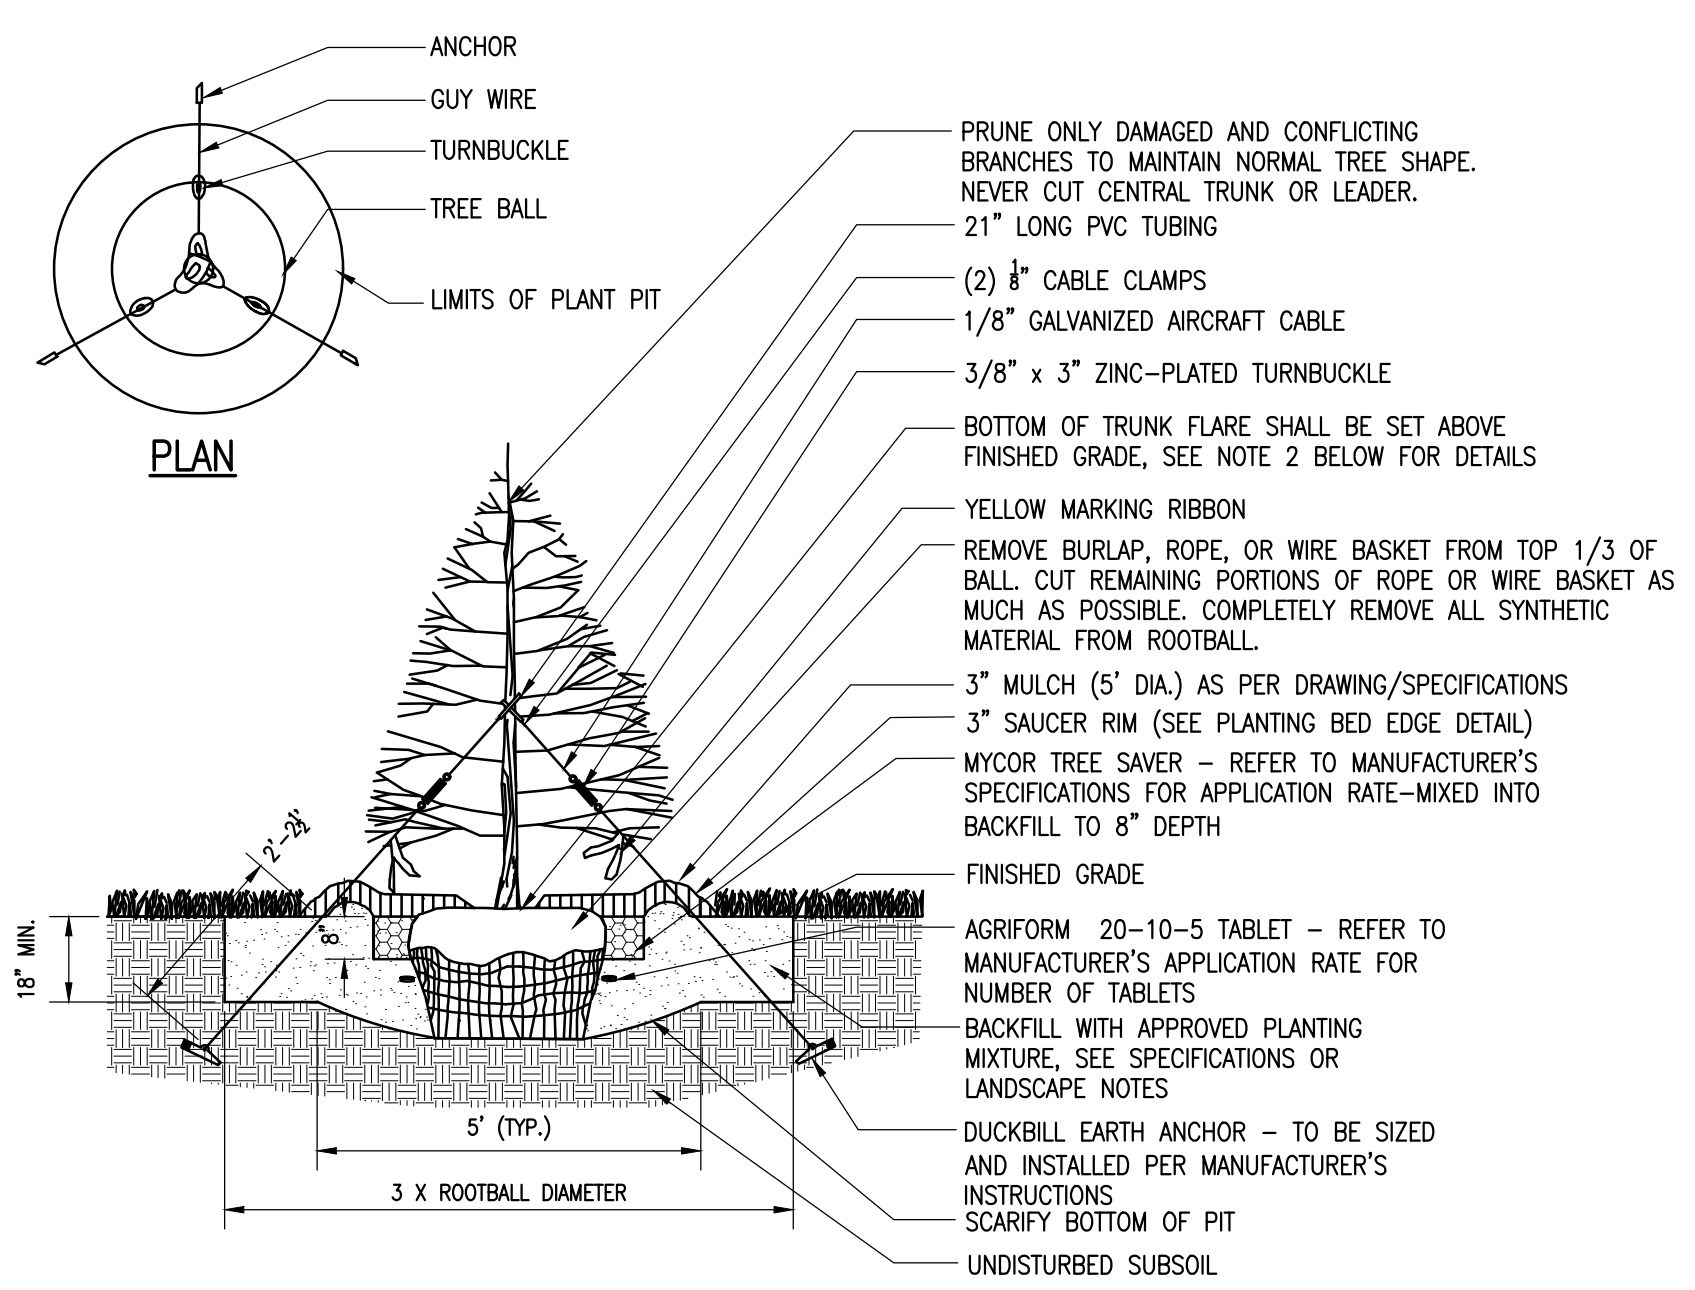 ANCHOR
GUY WIRE
TURNBUCKLE
TREE BALL
LIMITS OF PLANT PIT
PLAN
PRUNE ONLY DAMAGED AND CONFLICTING
BRANCHES TO MAINTAIN NORMAL TREE SHAPE.
NEVER CUT CENTRAL TRUNK OR LEADER.
21" LONG PVC TUBING
(2) 1/8" CABLE CLAMPS
1/8" GALVANIZED AIRCRAFT CABLE
3/8" x 3" ZINC-PLATED TURNBUCKLE
BOTTOM OF TRUNK FLARE SHALL BE SET ABOVE
FINISHED GRADE, SEE NOTE 2 BELOW FOR DETAILS
YELLOW MARKING RIBBON
REMOVE BURLAP, ROPE, OR WIRE BASKET FROM TOP 1/3 OF
BALL. CUT REMAINING PORTIONS OF ROPE OR WIRE BASKET AS
MUCH AS POSSIBLE. COMPLETELY REMOVE ALL SYNTHETIC
MATERIAL FROM ROOTBALL.
3" MULCH (5' DIA.) AS PER DRAWING/SPECIFICATIONS
3" SAUCER RIM (SEE PLANTING BED EDGE DETAIL)
MYCOR TREE SAVER - REFER TO MANUFACTURER'S
SPECIFICATIONS FOR APPLICATION RATE-MIXED INTO
BACKFILL TO 8" DEPTH
FINISHED GRADE
AGRIFORM 20-10-5 TABLET - REFER TO
MANUFACTURER'S APPLICATION RATE FOR
NUMBER OF TABLETS
BACKFILL WITH APPROVED PLANTING
MIXTURE, SEE SPECIFICATIONS OR
LANDSCAPE NOTES
DUCKBILL EARTH ANCHOR - TO BE SIZED
AND INSTALLED PER MANUFACTURER'S
INSTRUCTIONS
SCARIFY BOTTOM OF PIT
UNDISTURBED SUBSOIL
2'-2 1/2'
18" MIN.
8"
5' (TYP.)
3 X ROOTBALL DIAMETER